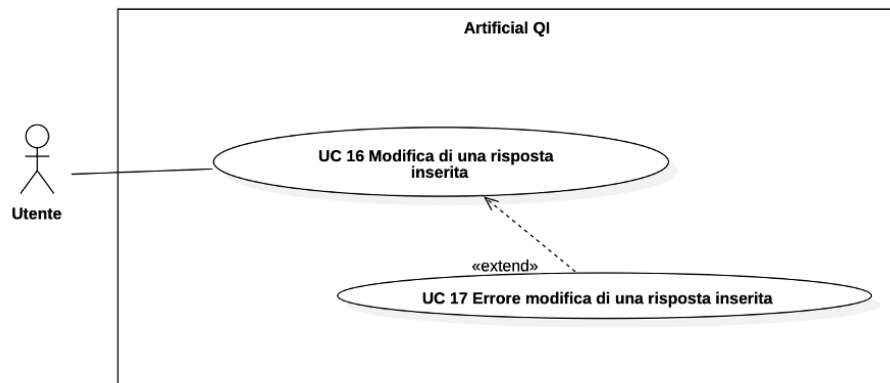 Artificial QI
UC 16 Modifica di una risposta
inserita
Utente
«extend»
UC 17 Errore modifica di una risposta inserita